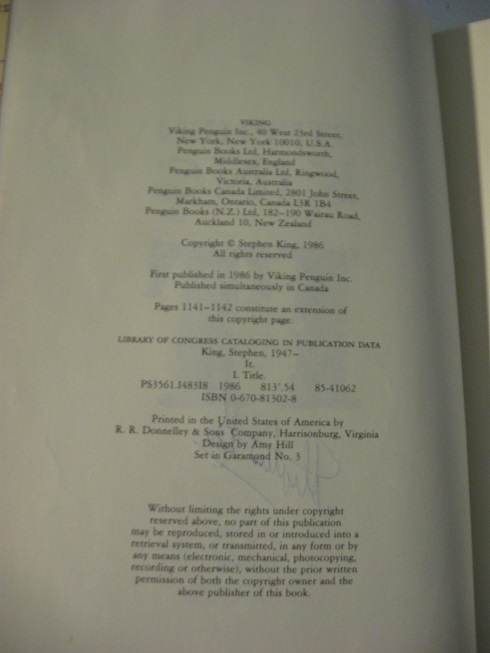 VIKING
Viking Penguin Inc., 40 West 23rd Street,
New York, New York 10010, U.S.A.
Penguin Books Ltd, Harmondsworth,
Middlesex, England
Penguin Books Australia Ltd, Ringwood,
Victoria, Australia
Penguin Books Canada Limited, 2801 John Street,
Markham, Ontario, Canada L3R 1B4
Penguin Books (N.Z.) Ltd, 182–190 Wairau Road,
Auckland 10, New Zealand
Copyright © Stephen King, 1986
All rights reserved
First published in 1986 by Viking Penguin Inc.
Published simultaneously in Canada
Pages 1141–1142 constitute an extension of
this copyright page.
LIBRARY OF CONGRESS CATALOGING IN PUBLICATION DATA
King, Stephen, 1947–
It.
I. Title.
PS3561.I483I8 1986 813'.54 85-41062
ISBN 0-670-81302-8
Printed in the United States of America by
R. R. Donnelley & Sons Company, Harrisonburg, Virginia
Design by Amy Hill
Set in Garamond No. 3
Without limiting the rights under copyright
reserved above, no part of this publication
may be reproduced, stored in or introduced into a
retrieval system, or transmitted, in any form or by
any means (electronic, mechanical, photocopying,
recording or otherwise), without the prior written
permission of both the copyright owner and the
above publisher of this book.